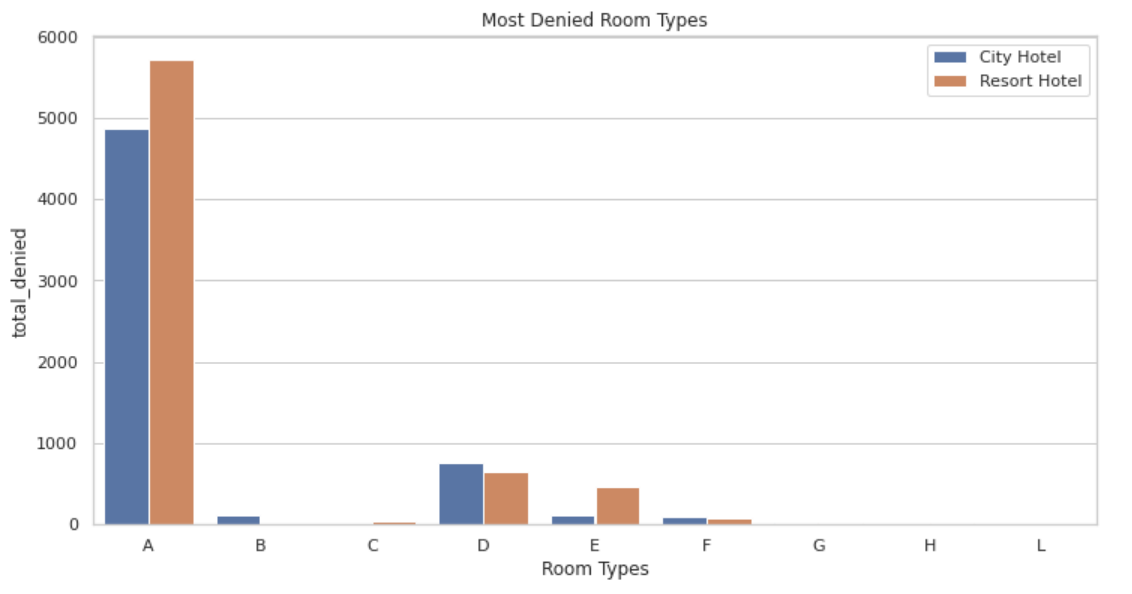 Most Denied Room Types
City Hotel
Resort Hotel
6000
5000
4000
3000
2000
1000
0
total_denied
A B C D E F G H L
Room Types